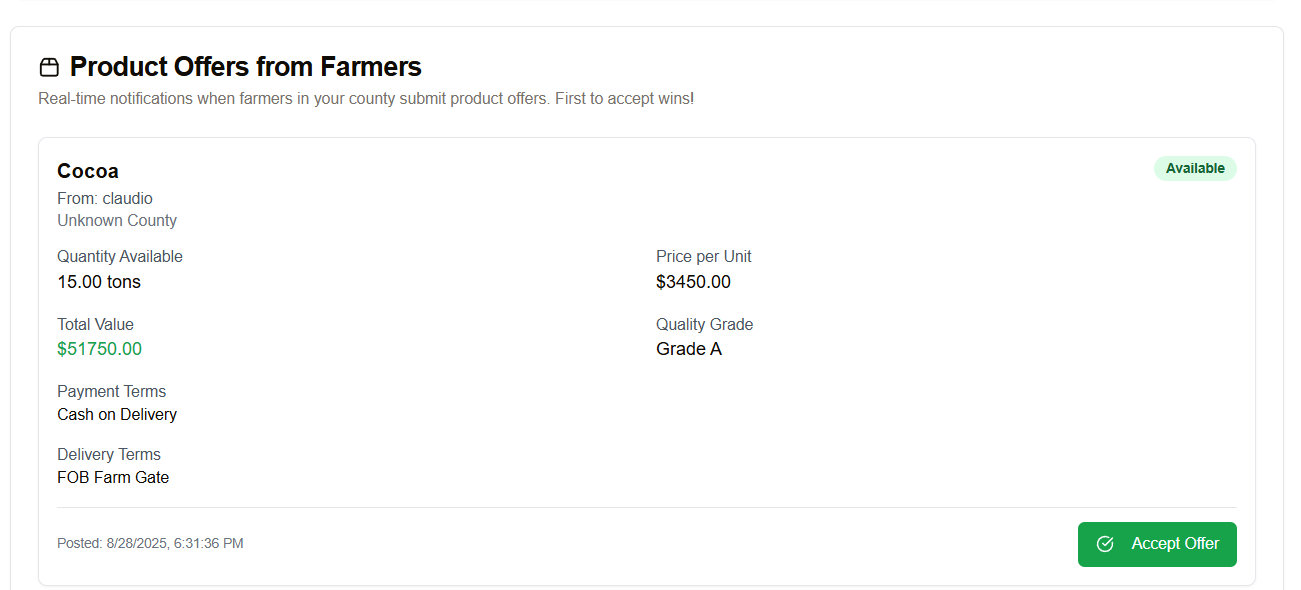 Product Offers from Farmers
Real-time notifications when farmers in your county submit product offers. First to accept wins!
Cocoa
Available
From: claudio
Unknown County
Quantity Available
Price per Unit
15.00 tons
$3450.00
Total Value
Quality Grade
$51750.00
Grade A
Payment Terms
Cash on Delivery
Delivery Terms
FOB Farm Gate
Posted: 8/28/2025, 6:31:36 PM
Accept Offer